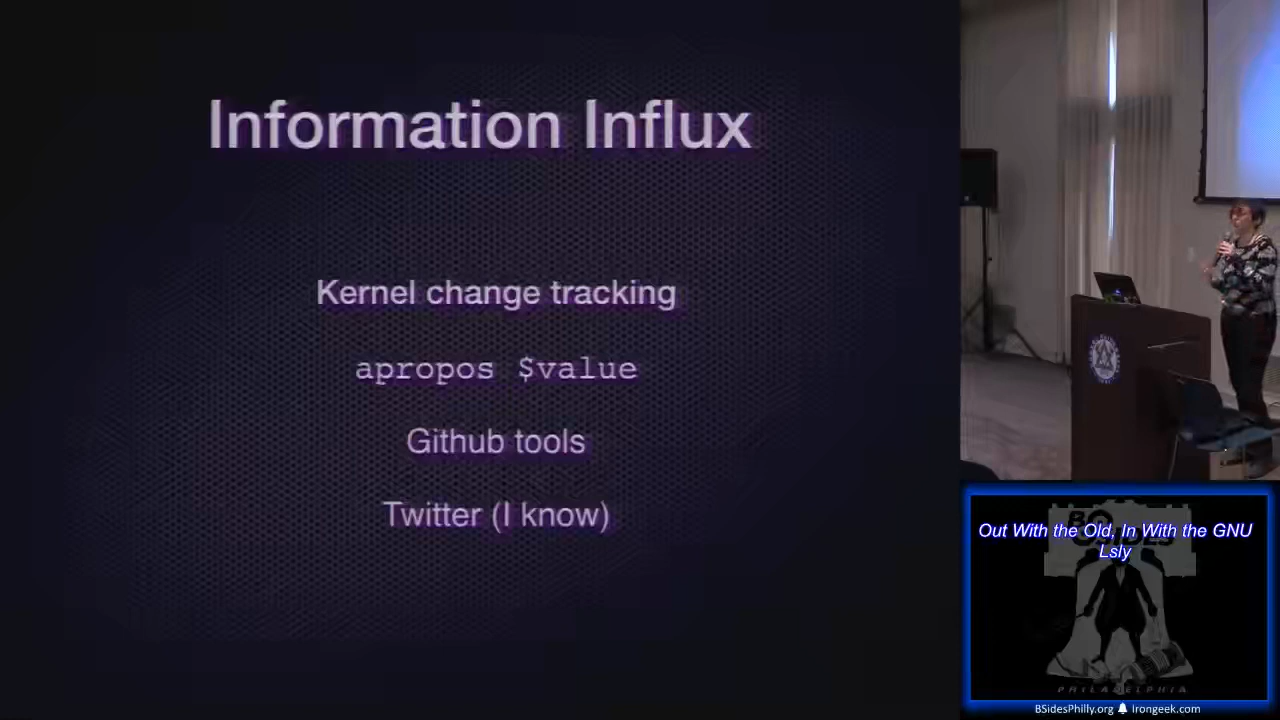 Information Influx
Kernel change tracking
apropos $value
Github tools
Twitter (I know)
Out With the Old, In With the GNU
Lsly
BSIDES
PHILADELPHIA
BSidesPhilly.org Irongeek.com